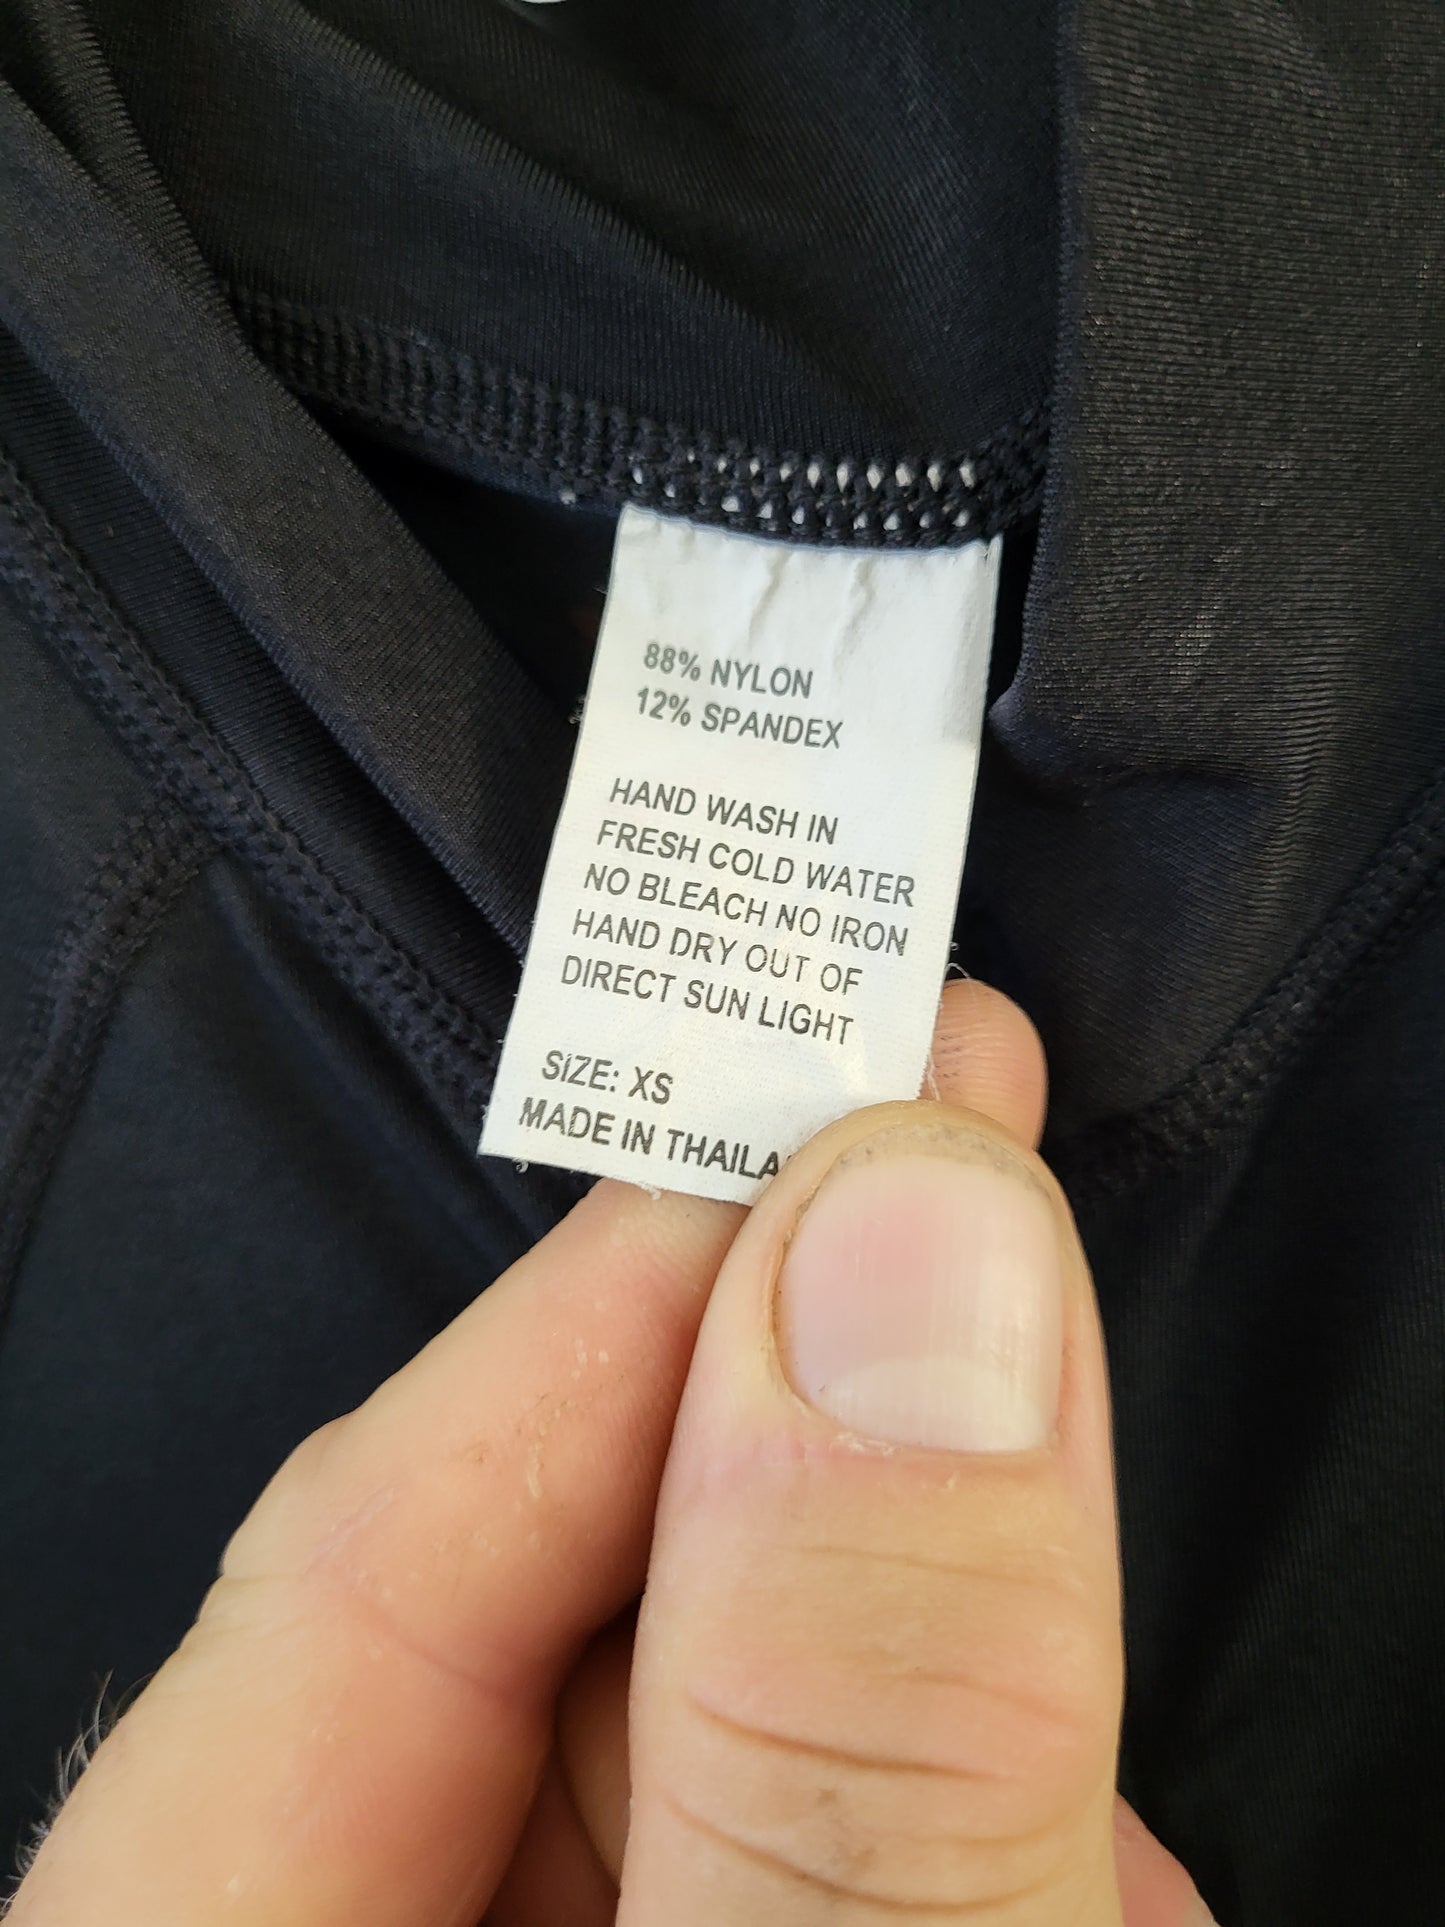 88% NYLON
12% SPANDEX
HAND WASH IN
FRESH COLD WATER
NO BLEACH NO IRON
HAND DRY OUT OF
DIRECT SUN LIGHT
SIZE: XS
MADE IN THAILA